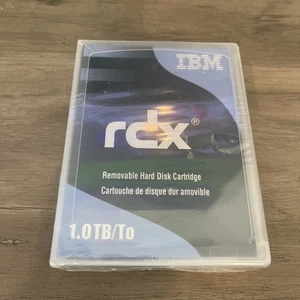 IBM
rdx®
Removable Hard Disk Cartridge
Cartouche de disque dur amovible
1.0TB/To